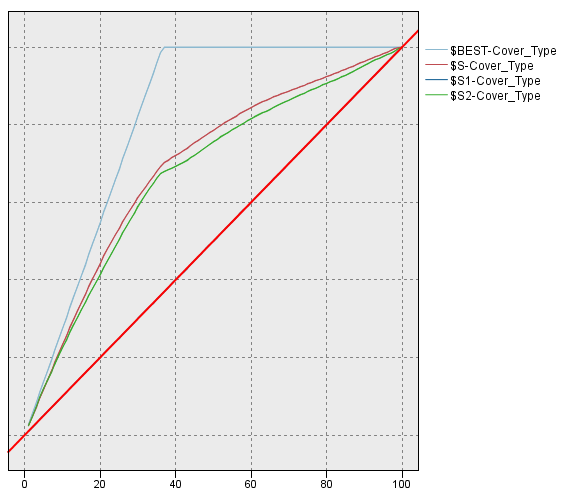 $BEST-Cover_Type
$S-Cover_Type
$S1-Cover_Type
$S2-Cover_Type
0 20 40 60 80 100